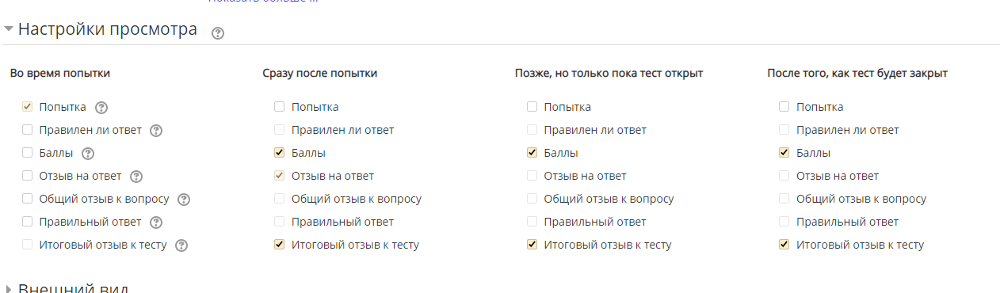 Показать больше ...
Настройки просмотра
Во время попытки Сразу после попытки Позже, но только пока тест открыт После того, как тест будет закрыт
Попытка Попытка Попытка Попытка
Правилен ли ответ Правилен ли ответ Правилен ли ответ Правилен ли ответ
Баллы Баллы Баллы Баллы
Отзыв на ответ Отзыв на ответ Отзыв на ответ Отзыв на ответ
Общий отзыв к вопросу Общий отзыв к вопросу Общий отзыв к вопросу Общий отзыв к вопросу
Правильный ответ Правильный ответ Правильный ответ Правильный ответ
Итоговый отзыв к тесту Итоговый отзыв к тесту Итоговый отзыв к тесту Итоговый отзыв к тесту
Внешний вид